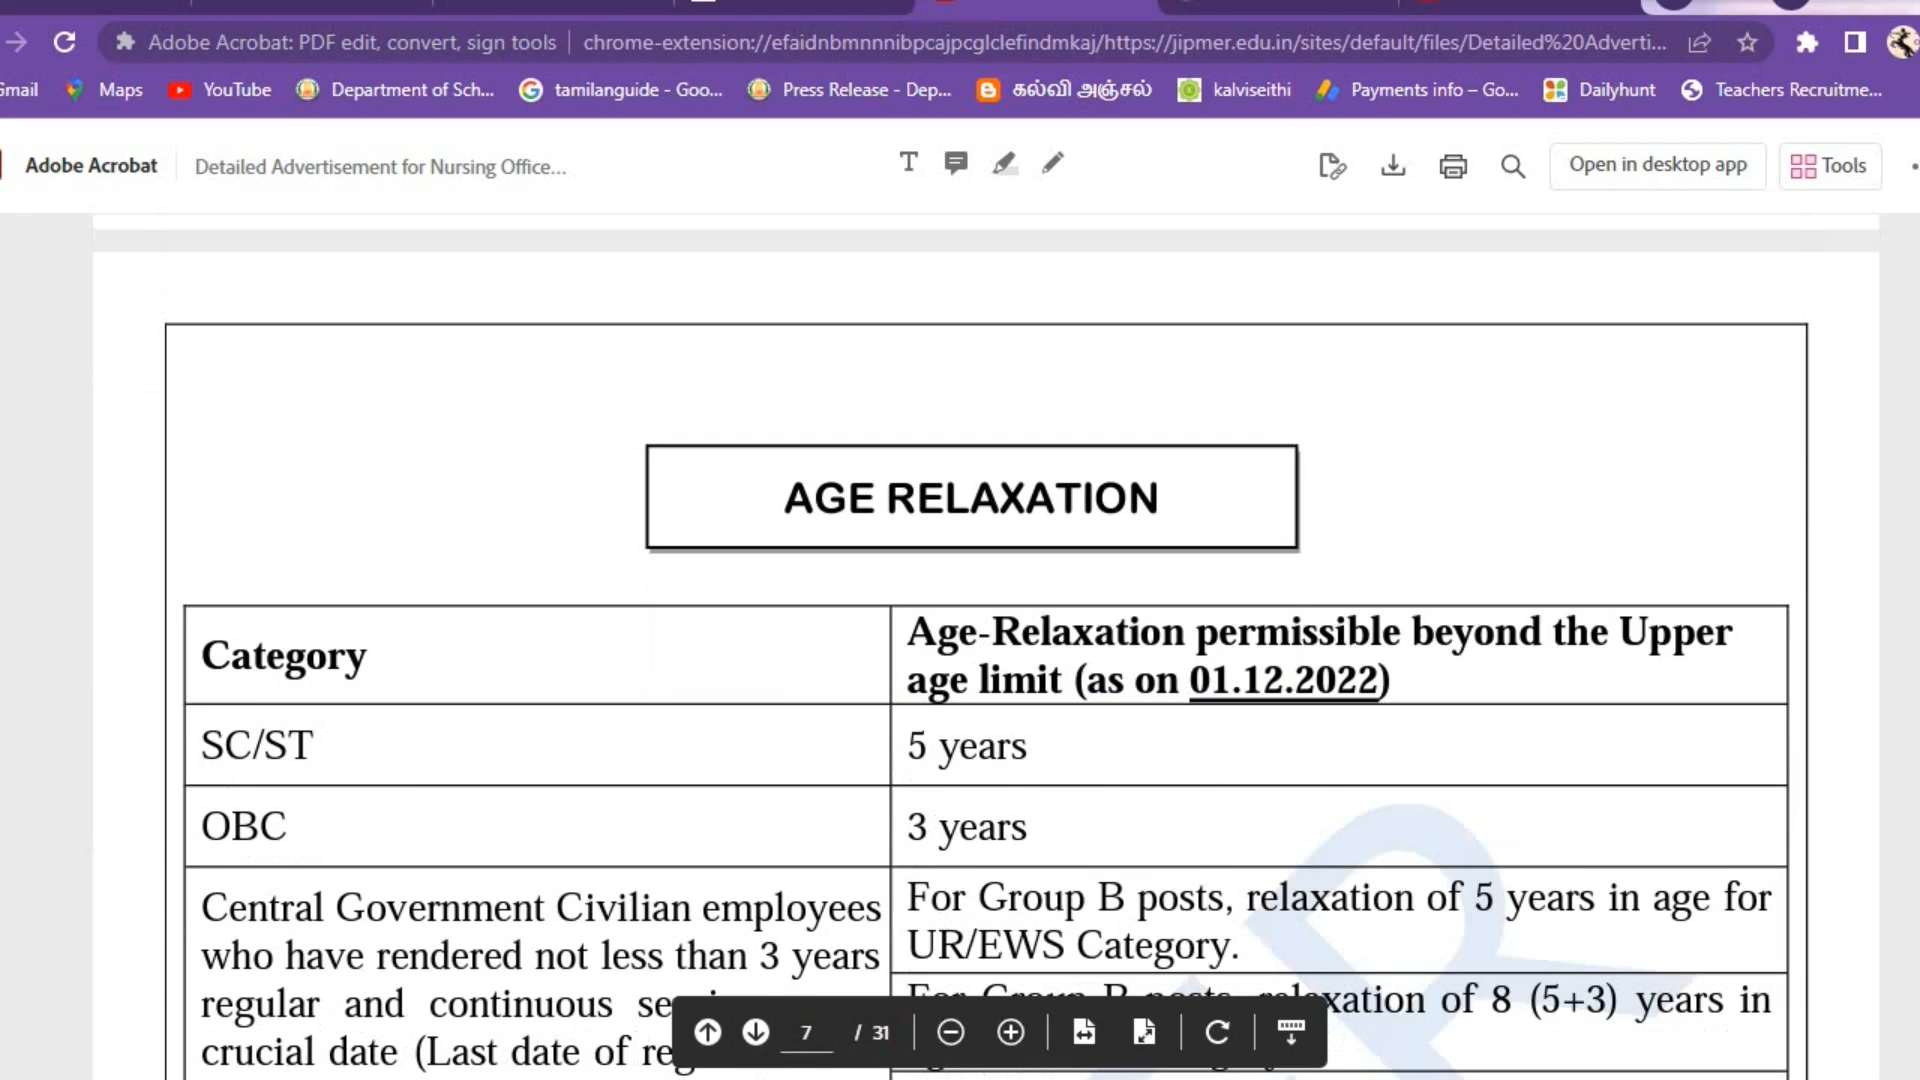 Adobe Acrobat: PDF edit, convert, sign tools | chrome-extension://efaidnbmnnnibpcajpcglclefindmkaj/https://jipmer.edu.in/sites/default/files/Detailed%20Adverti...
Gmail Maps YouTube Department of Sch... tamilanguide - Goo... Press Release - Dep... கல்வி அஞ்சல் kalviseithi Payments info – Go... Dailyhunt Teachers Recruitme...
Adobe Acrobat Detailed Advertisement for Nursing Office... Open in desktop app Tools
AGE RELAXATION
Category
Age-Relaxation permissible beyond the Upper
age limit (as on 01.12.2022)
SC/ST
5 years
OBC
3 years
Central Government Civilian employees
who have rendered not less than 3 years
regular and continuous
crucial date (Last date of
For Group B posts, relaxation of 5 years in age for
UR/EWS Category.
For Group B posts, relaxation of 8 (5+3) years in
7 / 31